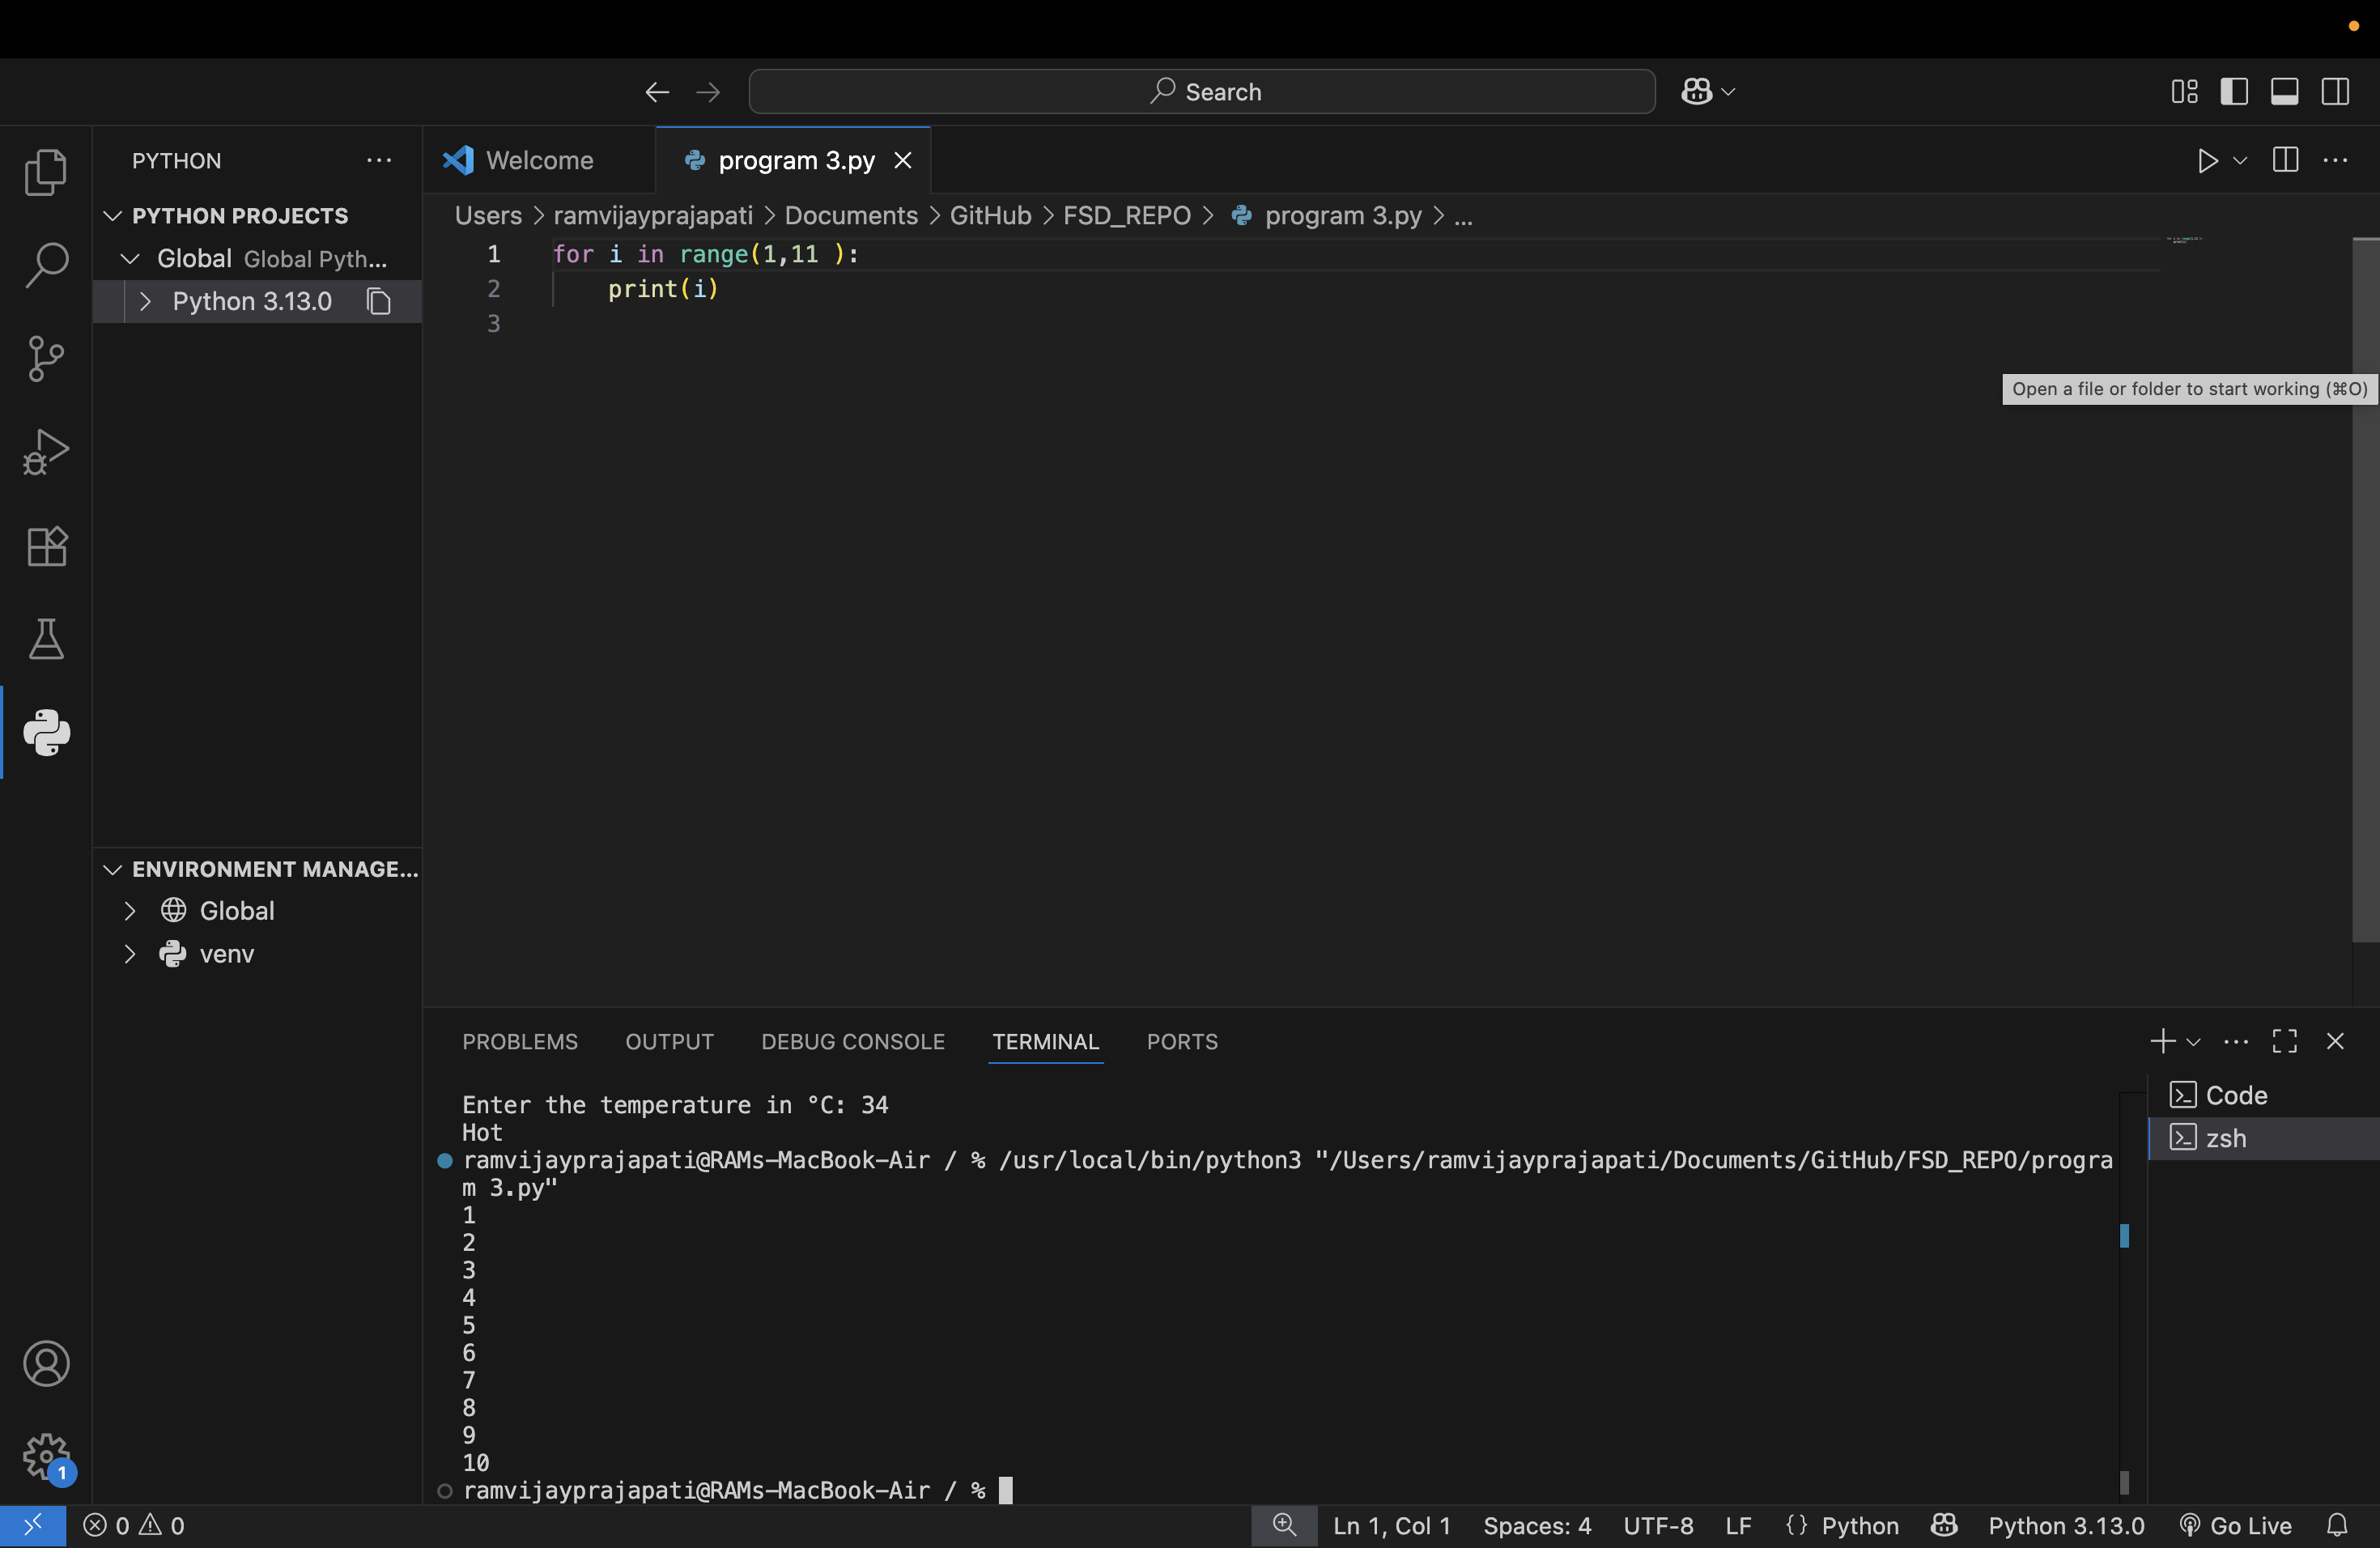 Search
PYTHON
PYTHON PROJECTS
Global Global Pyth...
Python 3.13.0
ENVIRONMENT MANAGE...
Global
venv
Welcome
program 3.py
Users > ramvijayprajapati > Documents > GitHub > FSD_REPO > program 3.py > ...
1 for i in range(1,11 ):
2     print(i)
3
Open a file or folder to start working (⌘O)
PROBLEMS OUTPUT DEBUG CONSOLE TERMINAL PORTS
Enter the temperature in °C: 34
Hot
ramvijayprajapati@RAMs-MacBook-Air / % /usr/local/bin/python3 "/Users/ramvijayprajapati/Documents/GitHub/FSD_REPO/progra
m 3.py"
1
2
3
4
5
6
7
8
9
10
ramvijayprajapati@RAMs-MacBook-Air / %
Code
zsh
1
0 0
Ln 1, Col 1 Spaces: 4 UTF-8 LF {} Python Python 3.13.0 Go Live